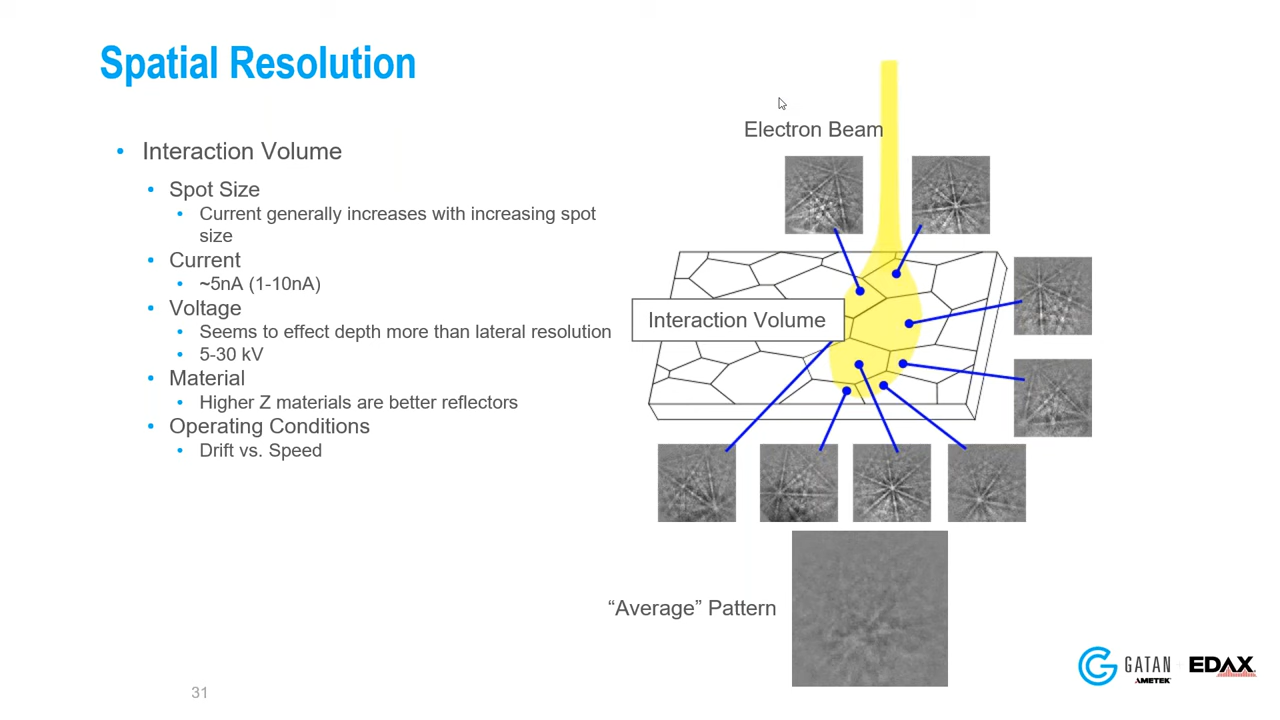 Spatial Resolution
Electron Beam
Interaction Volume
Spot Size
Current generally increases with increasing spot
size
Current
~5nA (1-10nA)
Voltage
Seems to effect depth more than lateral resolution
5-30 kV
Material
Higher Z materials are better reflectors
Operating Conditions
Drift vs. Speed
Interaction Volume
“Average” Pattern
31
GATAN
AMETEK
EDAX